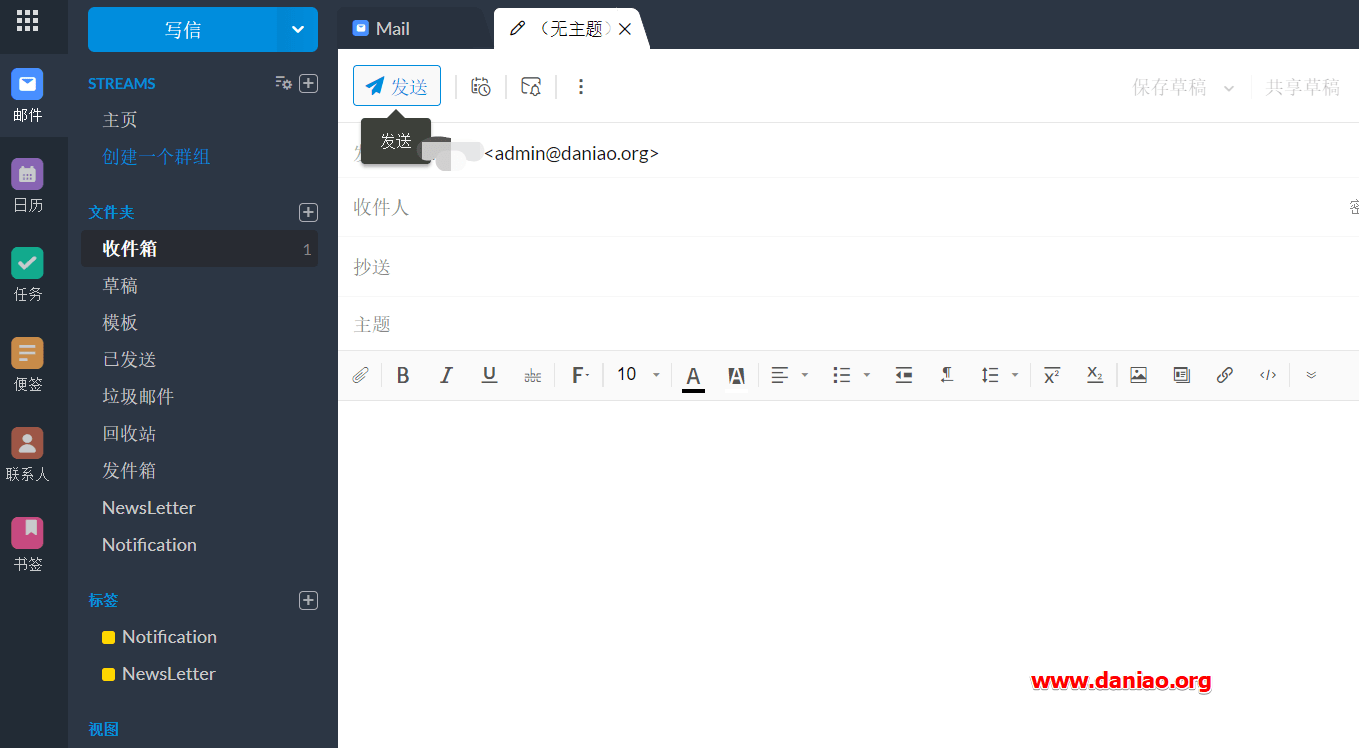 写信
Mail
（无主题）
邮件
STREAMS
主页
创建一个群组
发送
保存草稿
共享草稿
发送
<admin@daniao.org>
日历
文件夹
收件人
收件箱 1
抄送
任务
草稿
模板
主题
便签
已发送
B I U abc F 10 A A
垃圾邮件
回收站
联系人
发件箱
NewsLetter
书签
Notification
标签
Notification
NewsLetter
www.daniao.org
视图